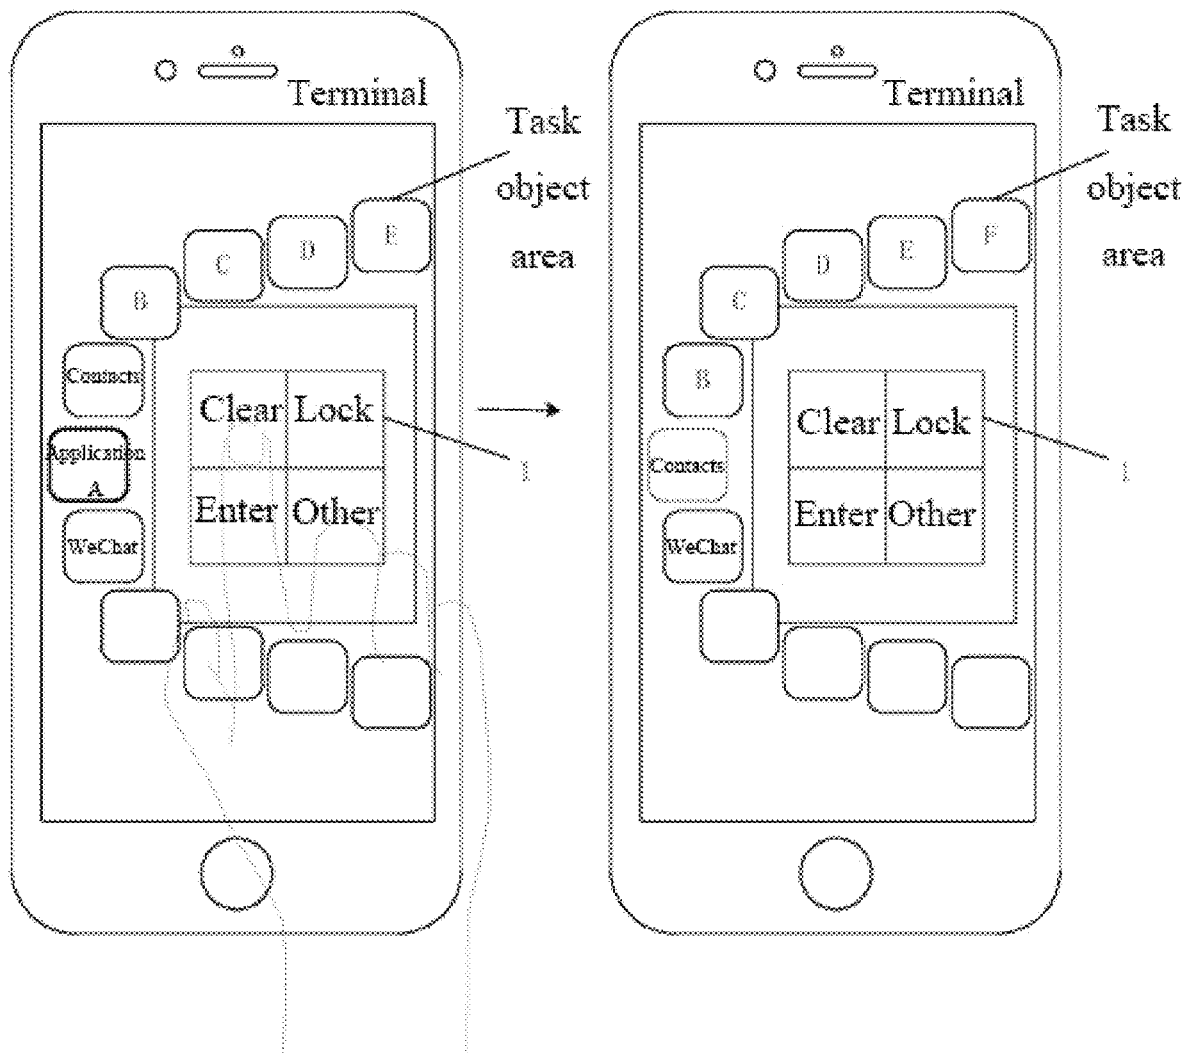 Terminal
Task
object
area
E
D
C
B
Contacts
Application
A
WeChat
Clear Lock
Enter Other
1
Terminal
Task
object
area
F
E
D
C
B
Contacts
WeChat
Clear Lock
Enter Other
1